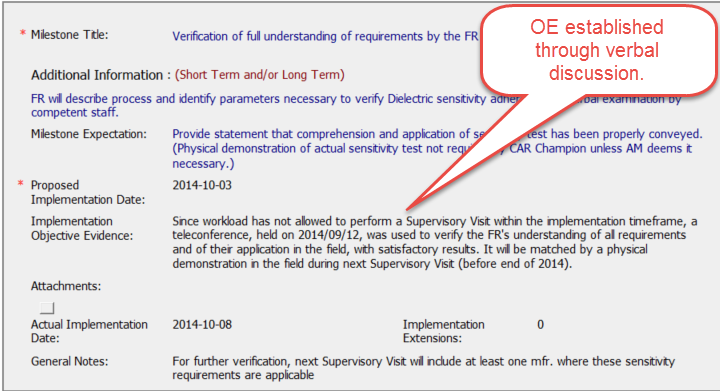 * Milestone Title: Verification of full understanding of requirements by the FR
OE established
through verbal
discussion.
Additional Information : (Short Term and/or Long Term)
FR will describe process and identify parameters necessary to verify Dielectric sensitivity examination by
competent staff.
Milestone Expectation: Provide statement that comprehension and application of test has been properly conveyed.
(Physical demonstration of actual sensitivity test not CAR Champion unless AM deems it
necessary.)
* Proposed
Implementation Date: 2014-10-03
Implementation
Objective Evidence: Since workload has not allowed to perform a Supervisory Visit within the implementation timeframe, a
teleconference, held on 2014/09/12, was used to verify the FR's understanding of all requirements
and of their application in the field, with satisfactory results. It will be matched by a physical
demonstration in the field during next Supervisory Visit (before end of 2014).
Attachments:
Actual Implementation
Date: 2014-10-08
Implementation
Extensions: 0
General Notes: For further verification, next Supervisory Visit will include at least one mfr. where these sensitivity
requirements are applicable